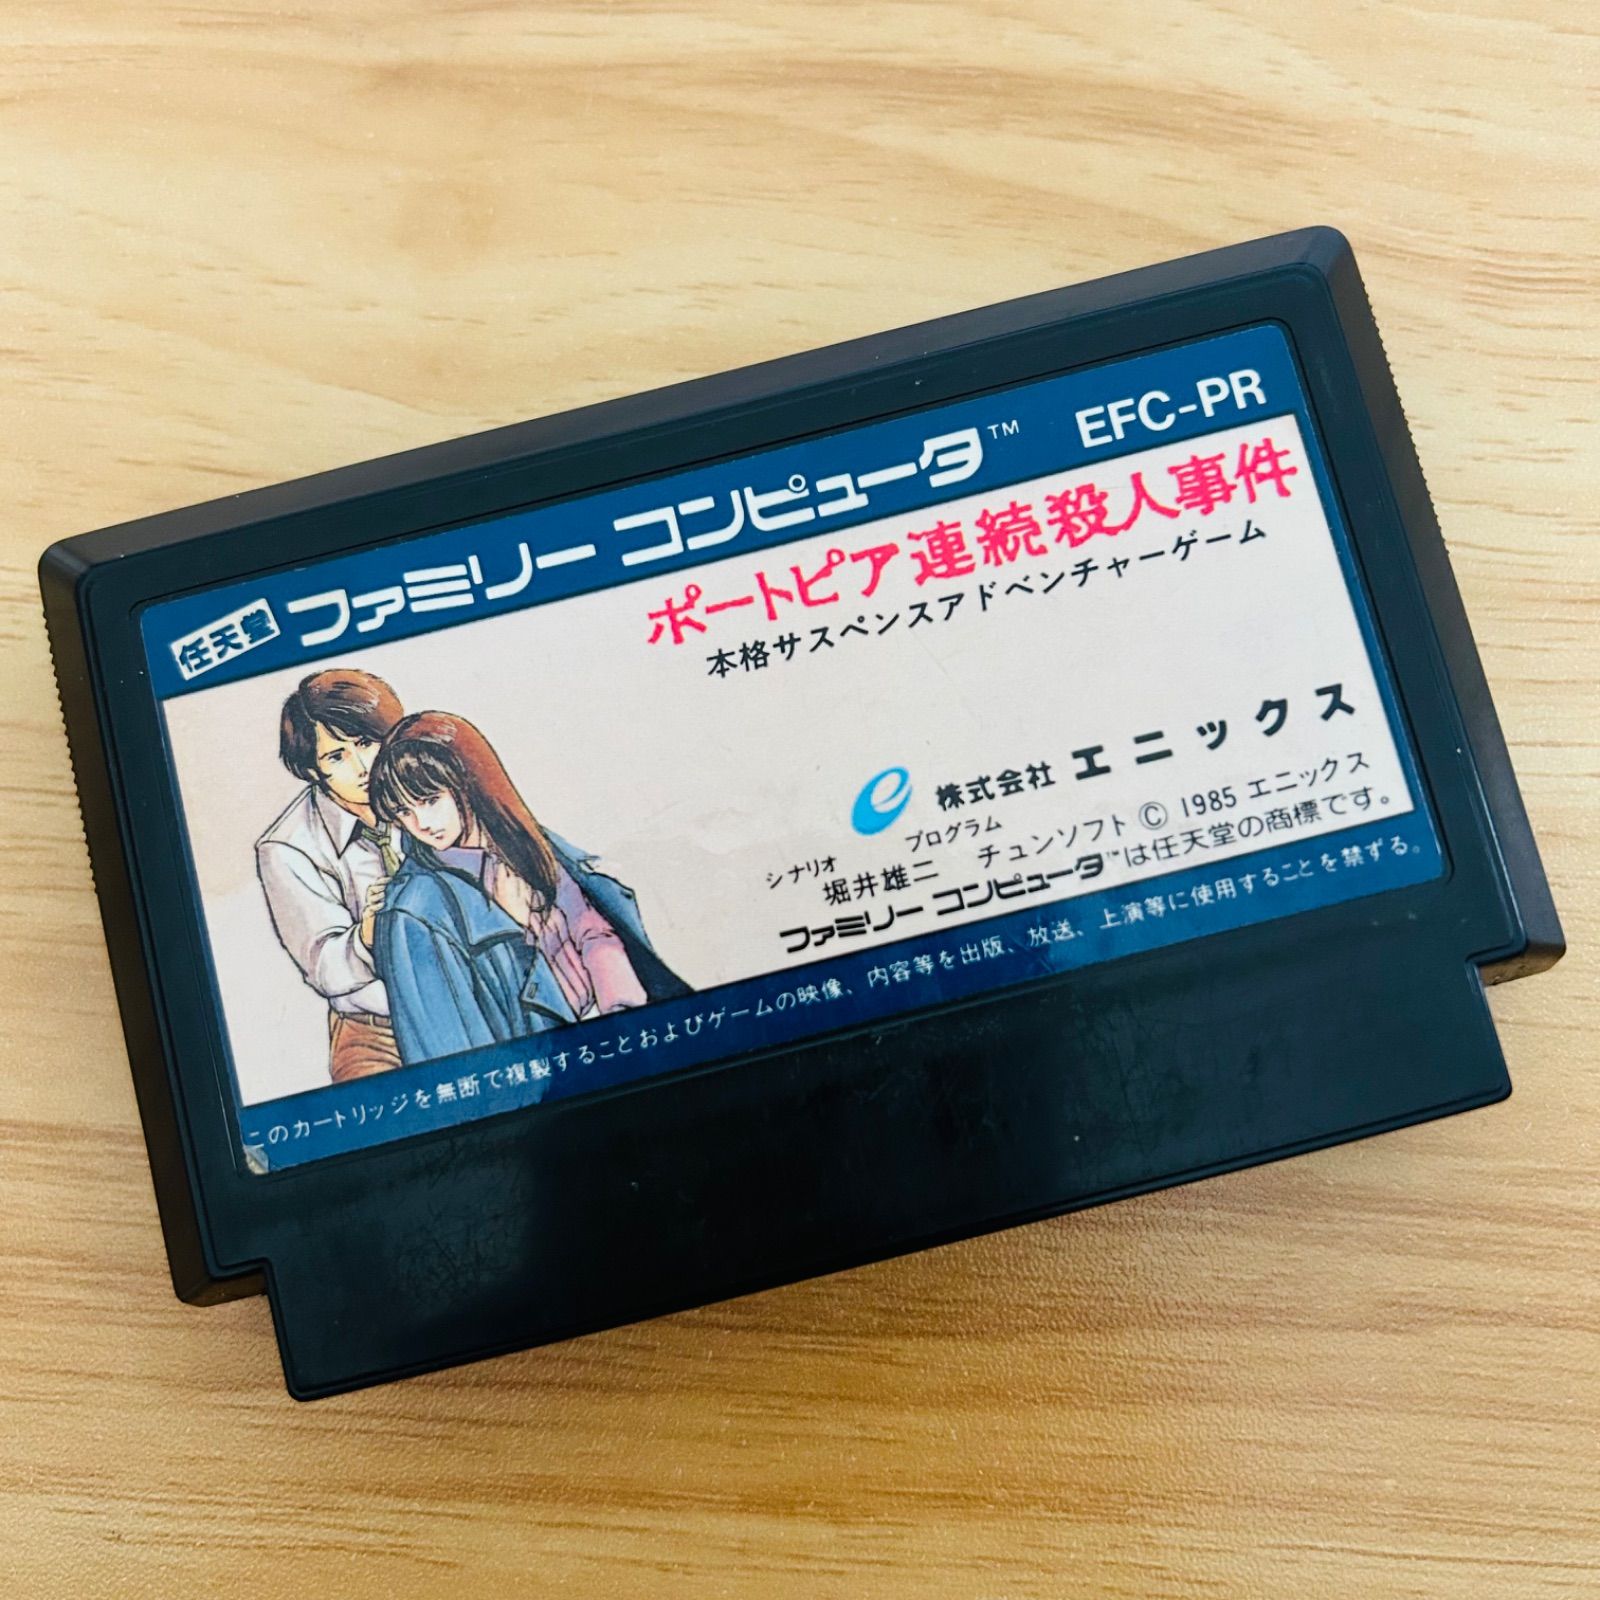 任天堂 ファミリー コンピュータ™ EFC-PR
ポートピア連続殺人事件
本格サスペンスアドベンチャーゲーム
e 株式会社 エニックス
シナリオ 堀井雄二 プログラム チュンソフト © 1985 エニックス
ファミリー コンピュータ™は任天堂の商標です。
このカートリッジを無断で複製することおよびゲームの映像、内容等を出版、放送、上演等に使用することを禁ずる。